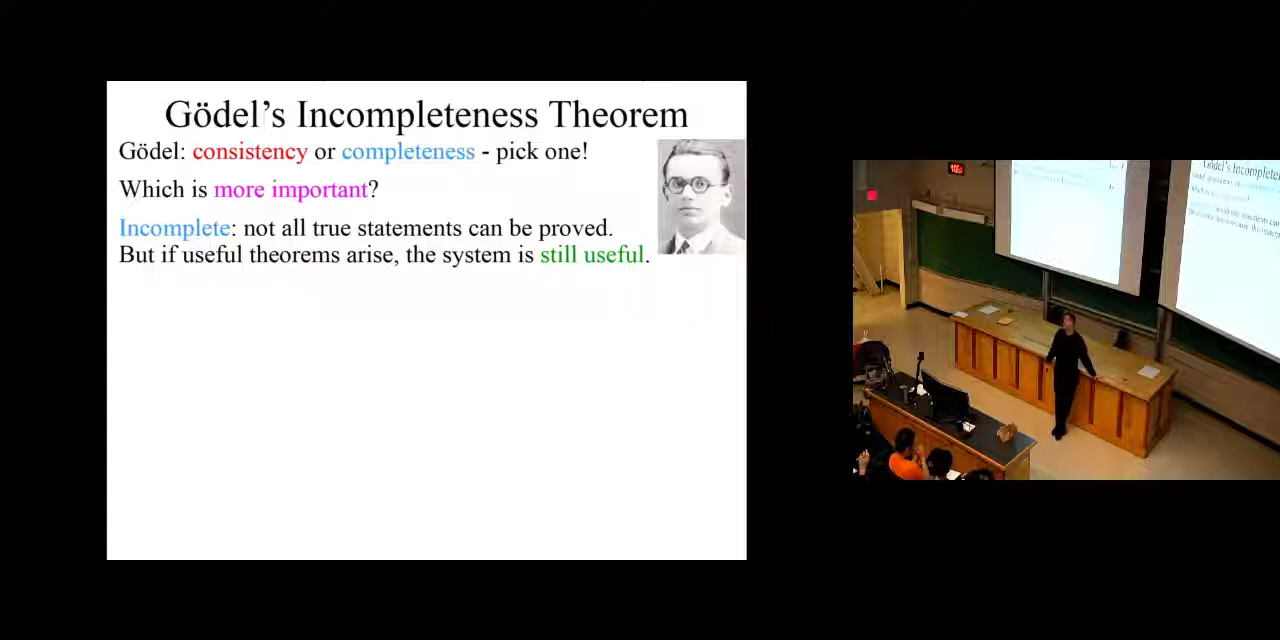 Gödel's Incompleteness Theorem
Gödel: consistency or completeness - pick one!
Which is more important?
Incomplete: not all true statements can be proved.
But if useful theorems arise, the system is still useful.